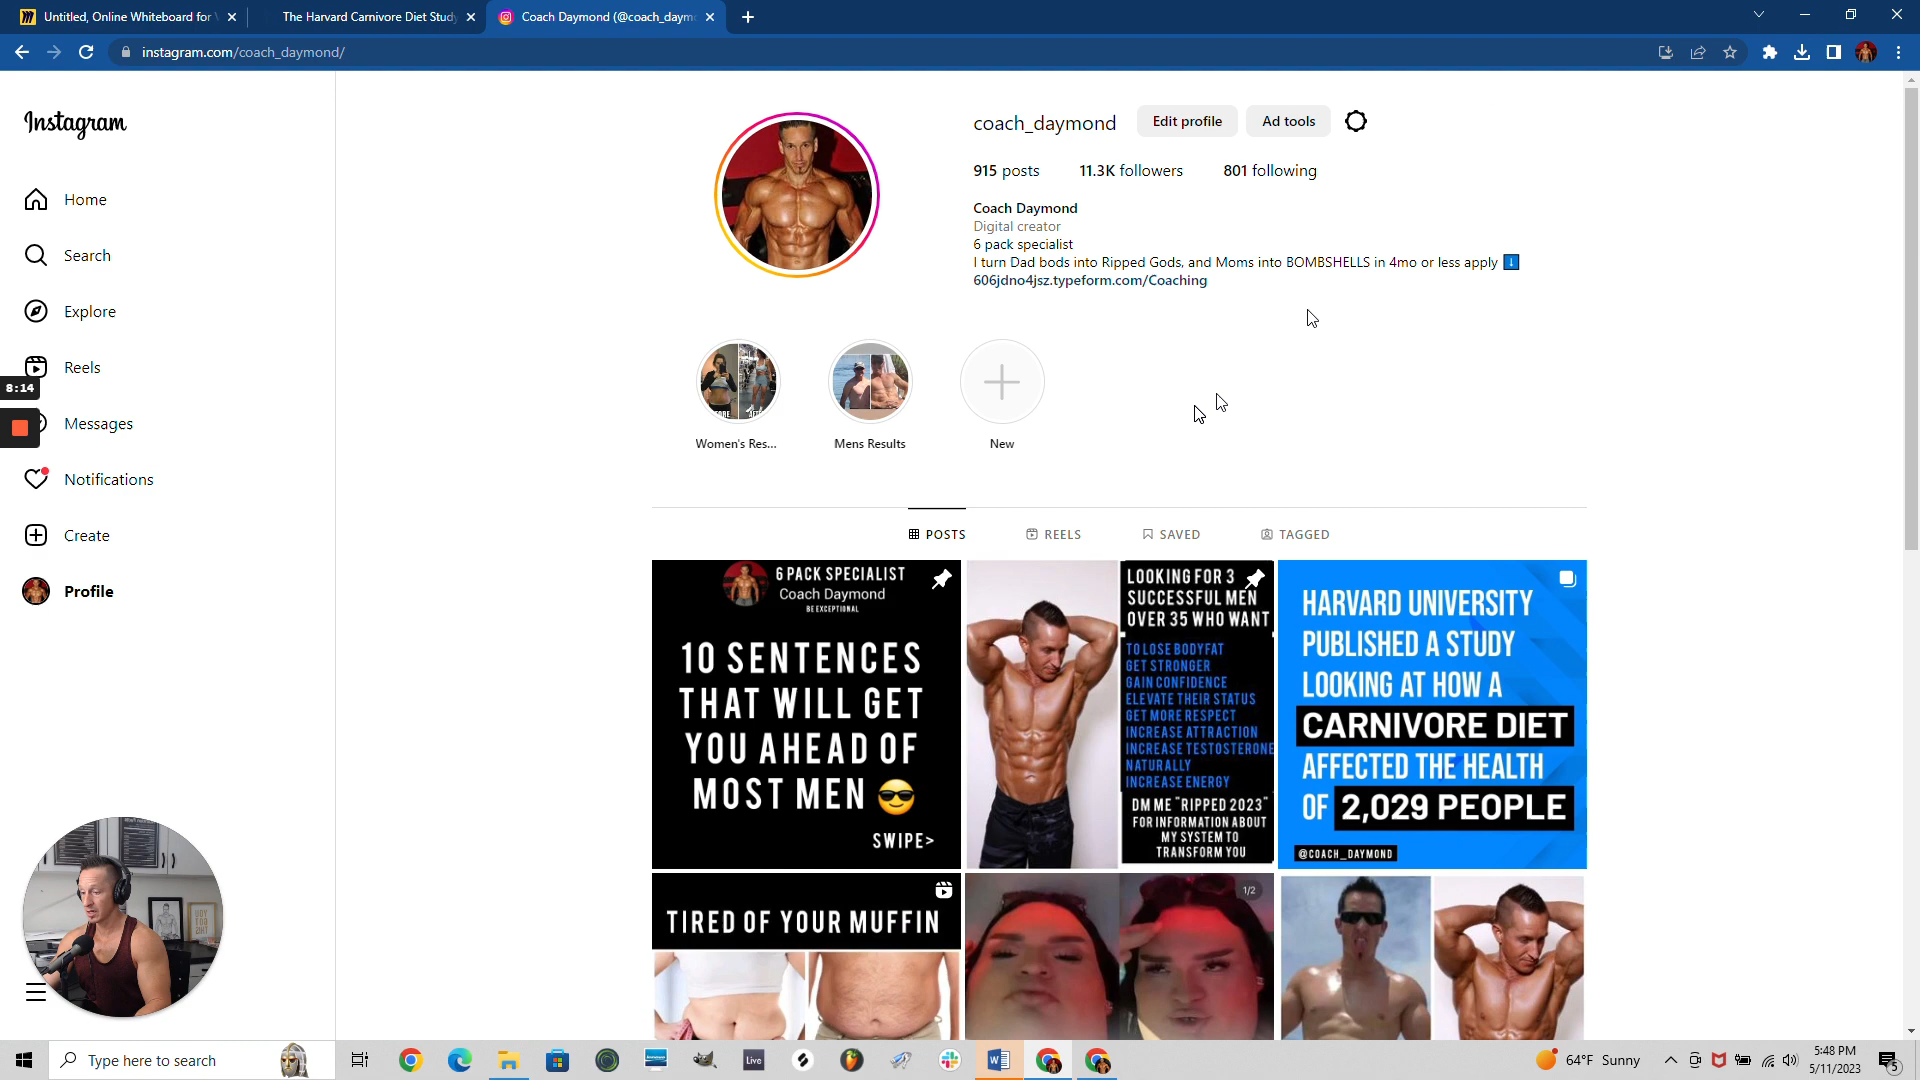 Untitled, Online Whiteboard for
The Harvard Carnivore Diet Study
Coach Daymond (@coach_daym
instagram.com/coach_daymond/
Instagram
Home
Search
Explore
Reels
8:14
Messages
Notifications
Create
Profile
coach_daymond
Edit profile
Ad tools
915 posts
11.3K followers
801 following
Coach Daymond
Digital creator
6 pack specialist
I turn Dad bods into Ripped Gods, and Moms into BOMBSHELLS in 4mo or less apply ⬇️
606jdno4jsz.typeform.com/Coaching
Women's Res...
Mens Results
New
POSTS
REELS
SAVED
TAGGED
6 PACK SPECIALIST
Coach Daymond
BE EXCEPTIONAL
10 SENTENCES
THAT WILL GET
YOU AHEAD OF
MOST MEN 😎
SWIPE>
LOOKING FOR 3
SUCCESSFUL MEN
OVER 35 WHO WANT
TO LOSE BODYFAT
GET STRONGER
GAIN CONFIDENCE
ELEVATE THEIR STATUS
GET MORE RESPECT
INCREASE ATTRACTION
INCREASE TESTOSTERONE
NATURALLY
INCREASE ENERGY
DM ME "RIPPED 2023"
FOR INFORMATION ABOUT
MY SYSTEM TO
TRANSFORM YOU
HARVARD UNIVERSITY
PUBLISHED A STUDY
LOOKING AT HOW A
CARNIVORE DIET
AFFECTED THE HEALTH
OF 2,029 PEOPLE
@COACH_DAYMOND
TIRED OF YOUR MUFFIN
1/2
Type here to search
Live
64°F Sunny
5:48 PM
5/11/2023
5